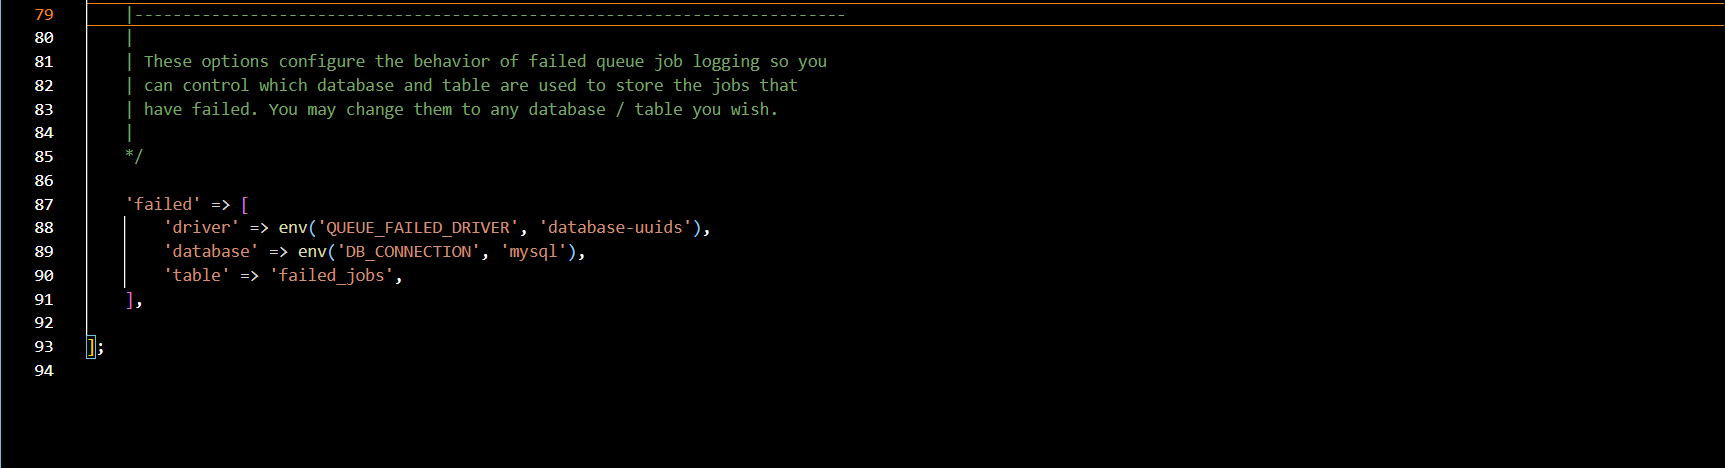 79 |--------------------------------------------------------------------------
80 |
81 | These options configure the behavior of failed queue job logging so you
82 | can control which database and table are used to store the jobs that
83 | have failed. You may change them to any database / table you wish.
84 |
85 */
86
87 'failed' => [
88 'driver' => env('QUEUE_FAILED_DRIVER', 'database-uuids'),
89 'database' => env('DB_CONNECTION', 'mysql'),
90 'table' => 'failed_jobs',
91 ],
92
93 ];
94